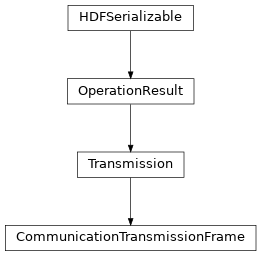 HDFSerializable
OperationResult
Transmission
CommunicationTransmissionFrame